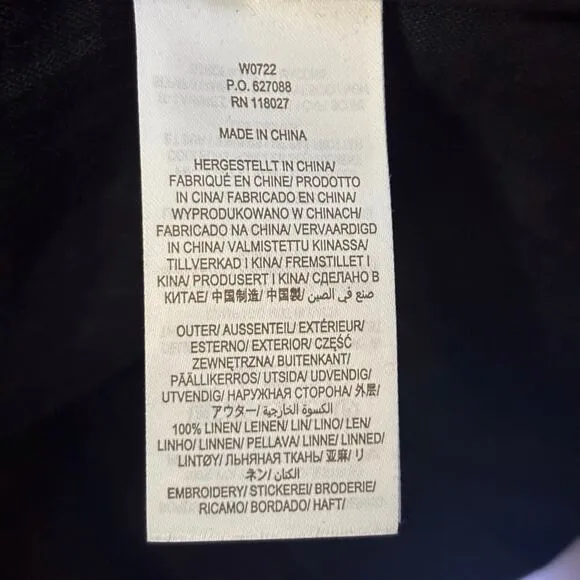 W0722
P.O. 627088
RN 118027
MADE IN CHINA
HERGESTELLT IN CHINA/
FABRIQUÉ EN CHINE/ PRODOTTO
IN CINA/ FABRICADO EN CHINA/
WYPRODUKOWANO W CHINACH/
FABRICADO NA CHINA/ VERVAARDIGD
IN CHINA/ VALMISTETTU KIINASSA/
TILLVERKAD I KINA/ FREMSTILLET I
KINA/ PRODUSERT I KINA/ СДЕЛАНО В
КИТАЕ/ 中国制造/ 中国製/ صنع في الصين
OUTER/ AUSSENTEIL/ EXTÉRIEUR/
ESTERNO/ EXTERIOR/ CZĘŚĆ
ZEWNĘTRZNA/ BUITENKANT/
PÄÄLLIKERROS/ UTSIDA/ UDVENDIG/
UTVENDIG/ НАРУЖНАЯ СТОРОНА/ 外层/
アウター/ الكسوة الخارجية/
100% LINEN/ LEINEN/ LIN/ LINO/ LEN/
LINHO/ LINNEN/ PELLAVA/ LINNE/ LINNED/
LINTØY/ ЛЬНЯНАЯ ТКАНЬ/ 亚麻/ リ
ネン/ الكتان/
EMBROIDERY/ STICKEREI/ BRODERIE/
RICAMO/ BORDADO/ HAFT/